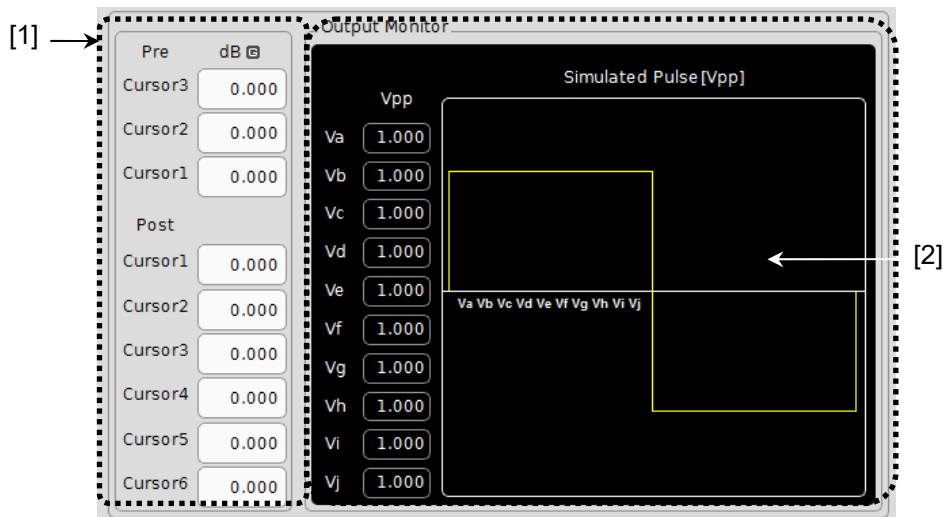 [1]
Pre dB G
Cursor3 0.000
Cursor2 0.000
Cursor1 0.000
Post
Cursor1 0.000
Cursor2 0.000
Cursor3 0.000
Cursor4 0.000
Cursor5 0.000
Cursor6 0.000
Output Monitor
Simulated Pulse[Vpp]
Vpp
Va 1.000
Vb 1.000
Vc 1.000
Vd 1.000
Ve 1.000
Vf 1.000
Vg 1.000
Vh 1.000
Vi 1.000
Vj 1.000
Va Vb Vc Vd Ve Vf Vg Vh Vi Vj
[2]